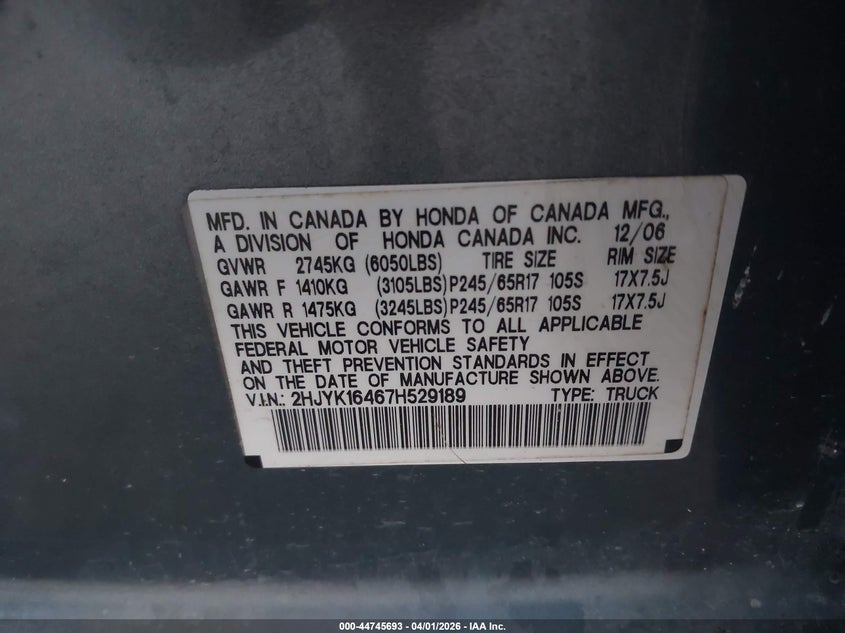 MFD. IN CANADA BY HONDA OF CANADA MFG.,
A DIVISION OF HONDA CANADA INC. 12/06
GVWR 2745KG (6050LBS) TIRE SIZE RIM SIZE
GAWR F 1410KG (3105LBS) P245/65R17 105S 17X7.5J
GAWR R 1475KG (3245LBS) P245/65R17 105S 17X7.5J
THIS VEHICLE CONFORMS TO ALL APPLICABLE
FEDERAL MOTOR VEHICLE SAFETY
AND THEFT PREVENTION STANDARDS IN EFFECT
ON THE DATE OF MANUFACTURE SHOWN ABOVE.
V.I.N.: 2HJYK16467H529189 TYPE: TRUCK
000-44745693 - 04/01/2026 - IAA Inc.